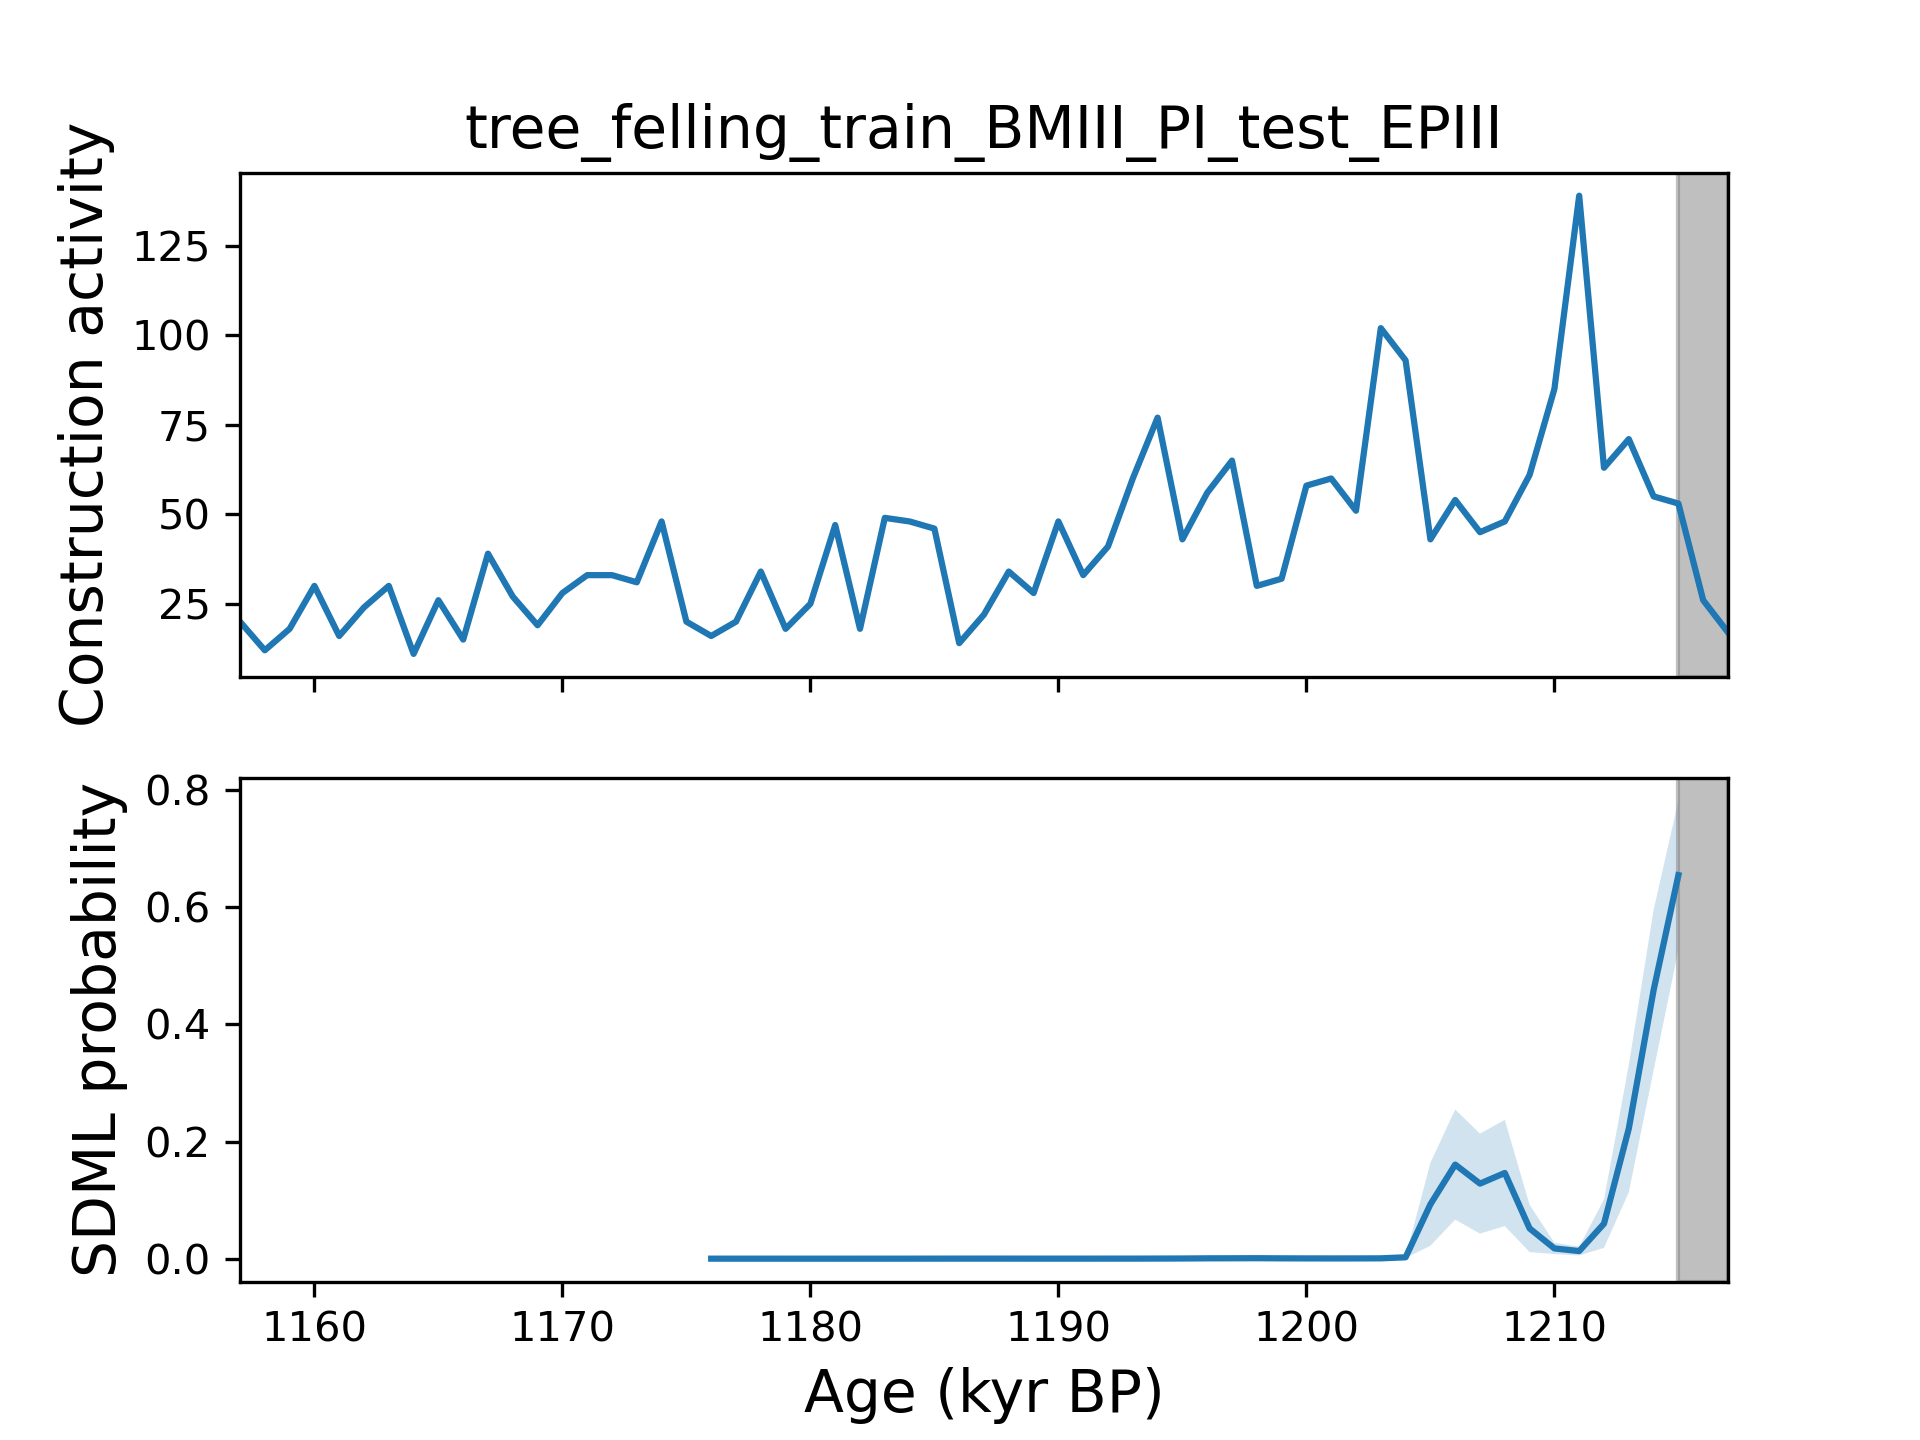 tree_felling_train_BMIII_PI_test_EPIII
Construction activity
125
100
75
50
25
SDML probability
0.8
0.6
0.4
0.2
0.0
1160 1170 1180 1190 1200 1210
Age (kyr BP)